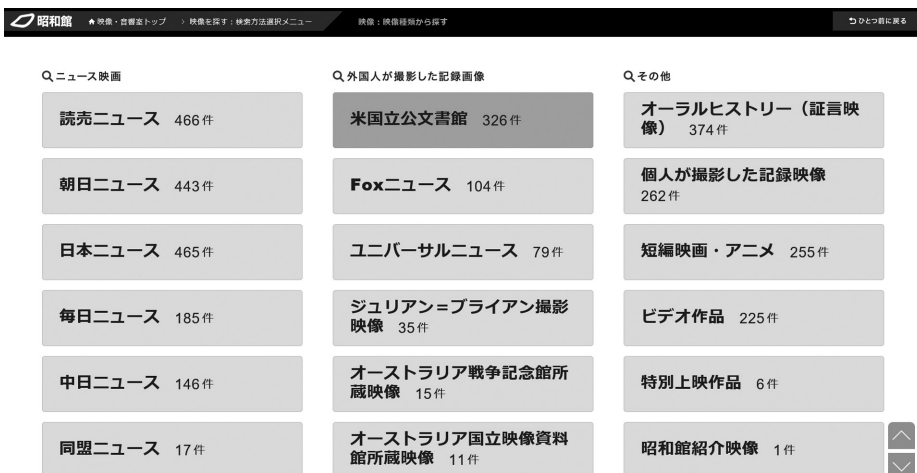 昭和館 映像・音響室トップ > 映像を探す：検索方法選択メニュー 映像：映像種類から探す ひとつ前に戻る
ニュース映画
読売ニュース 466件
朝日ニュース 443件
日本ニュース 465件
毎日ニュース 185件
中日ニュース 146件
同盟ニュース 17件
外国人が撮影した記録画像
米国立公文書館 326件
Foxニュース 104件
ユニバーサルニュース 79件
ジュリアン=ブライアン撮影
映像 35件
オーストラリア戦争記念館所
蔵映像 15件
オーストラリア国立映像資料
館所蔵映像 11件
その他
オーラルヒストリー（証言映
像） 374件
個人が撮影した記録映像
262件
短編映画・アニメ 255件
ビデオ作品 225件
特別上映作品 6件
昭和館紹介映像 1件